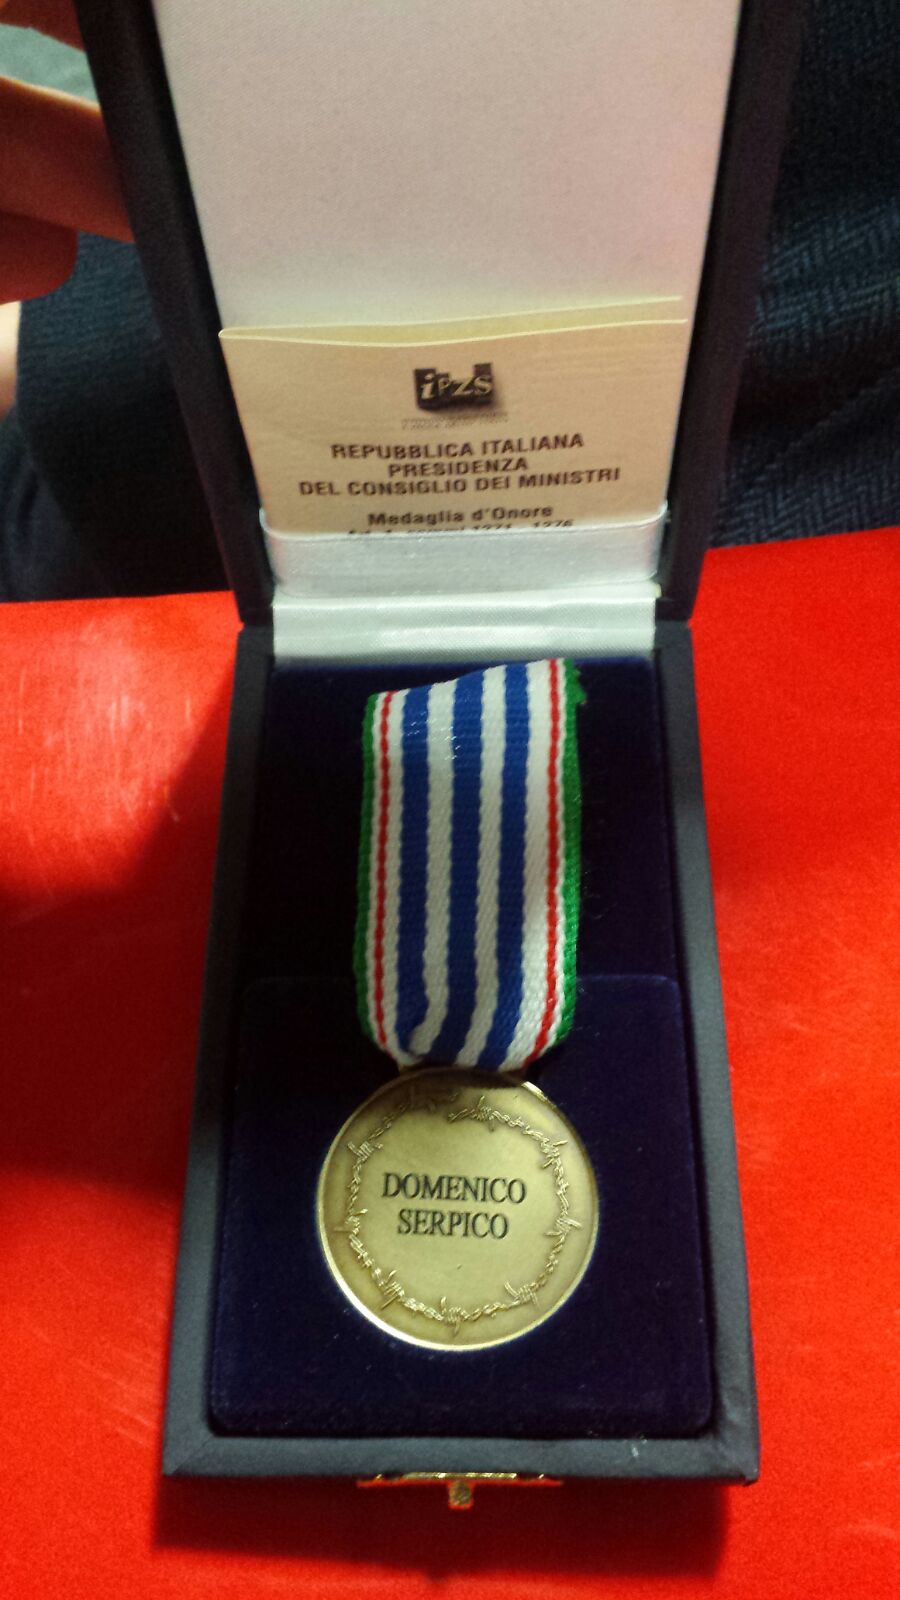 iPZS
REPUBBLICA ITALIANA
PRESIDENZA
DEL CONSIGLIO DEI MINISTRI
Medaglia d'Onore
DOMENICO
SERPICO